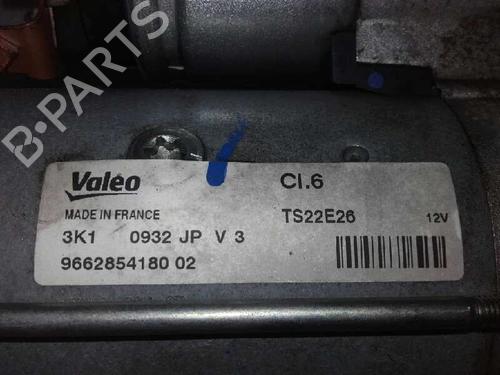 B-PARTS
Valeo CI.6
MADE IN FRANCE TS22E26 12V
3K1 0932 JP V 3
9662854180 02